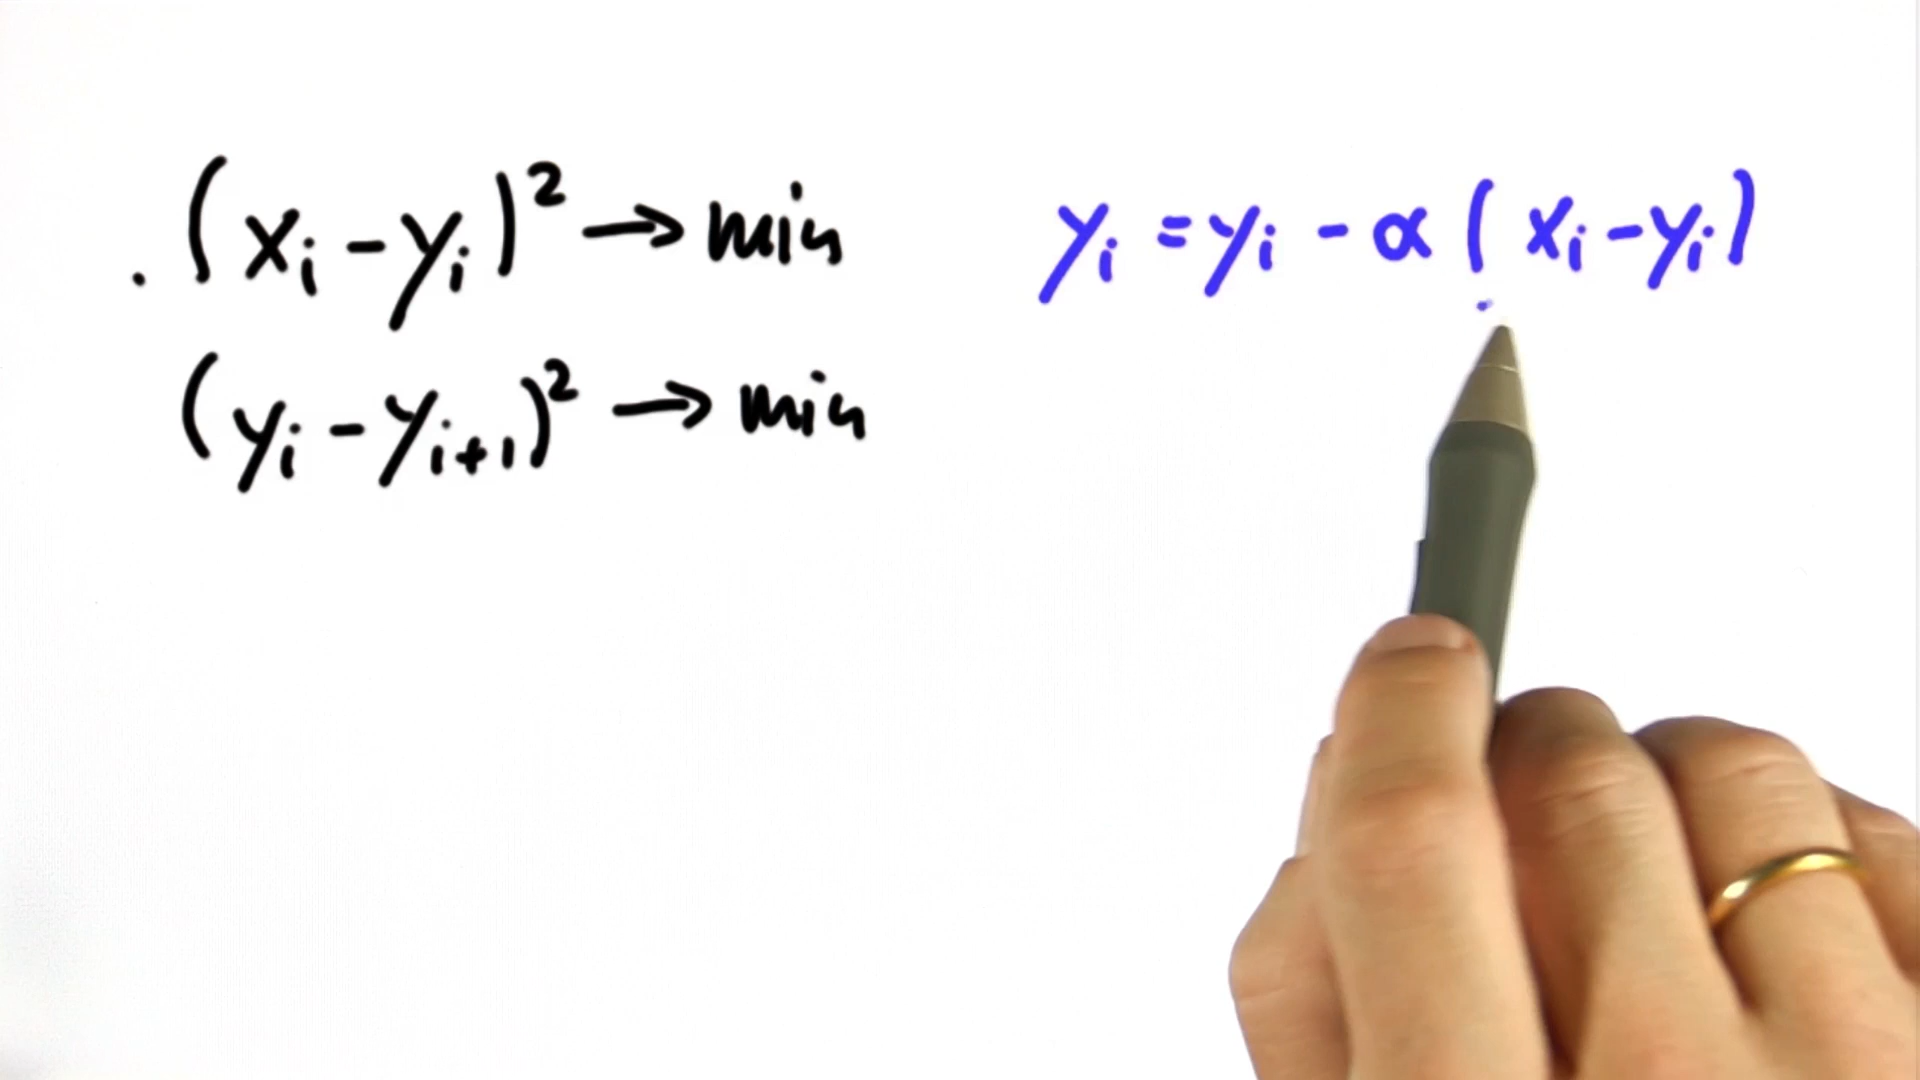 (xᵢ - yᵢ)² → min
yᵢ = yᵢ - α (xᵢ - yᵢ)
(yᵢ - yᵢ₊₁)² → min